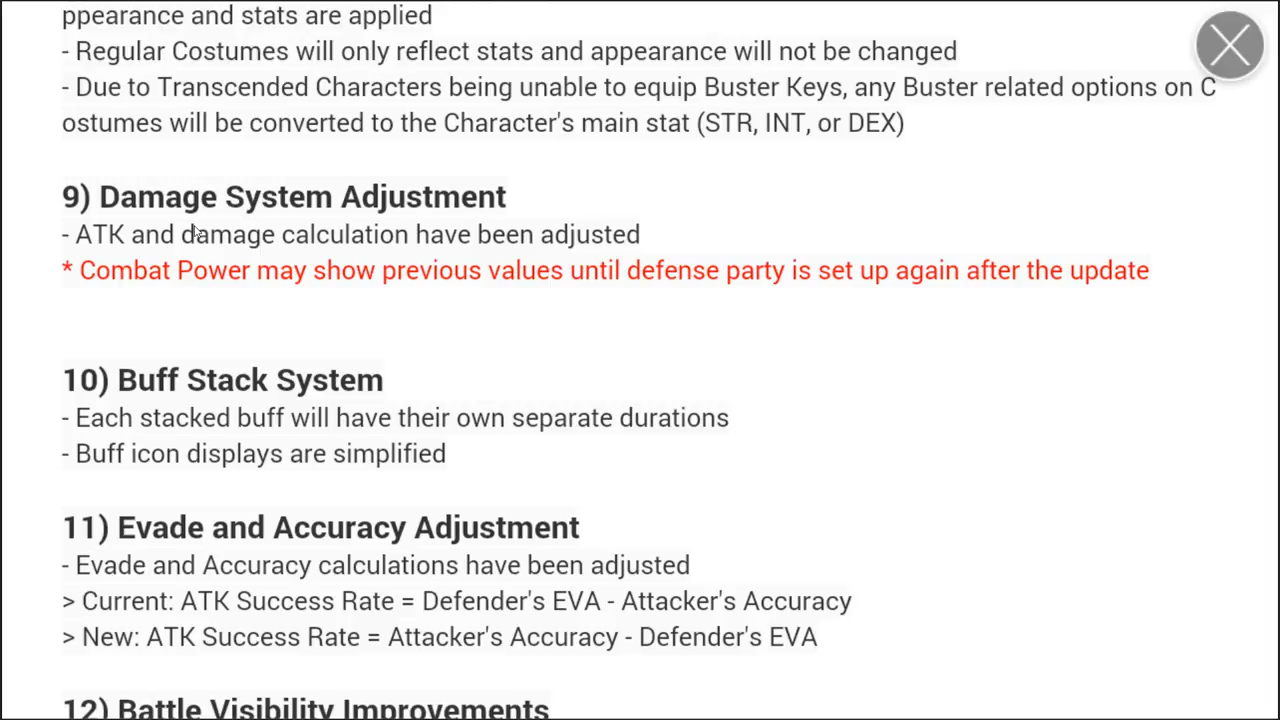 ppearance and stats are applied
- Regular Costumes will only reflect stats and appearance will not be changed
- Due to Transcended Characters being unable to equip Buster Keys, any Buster related options on C
ostumes will be converted to the Character's main stat (STR, INT, or DEX)
9) Damage System Adjustment
- ATK and damage calculation have been adjusted
* Combat Power may show previous values until defense party is set up again after the update
10) Buff Stack System
- Each stacked buff will have their own separate durations
- Buff icon displays are simplified
11) Evade and Accuracy Adjustment
- Evade and Accuracy calculations have been adjusted
> Current: ATK Success Rate = Defender's EVA - Attacker's Accuracy
> New: ATK Success Rate = Attacker's Accuracy - Defender's EVA
12) Battle Visibility Improvements